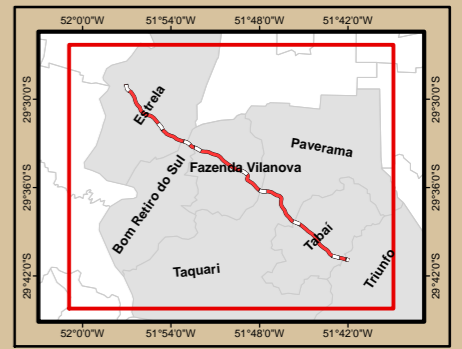 52°0'0"W 51°54'0"W 51°48'0"W 51°42'0"W
29°30'0"S 29°30'0"S
Estrela
Paverama
Fazenda Vilanova
29°36'0"S 29°36'0"S
Bom Retiro do Sul
Tabaí
Taquari
Triunfo
29°42'0"S 29°42'0"S
52°0'0"W 51°54'0"W 51°48'0"W 51°42'0"W